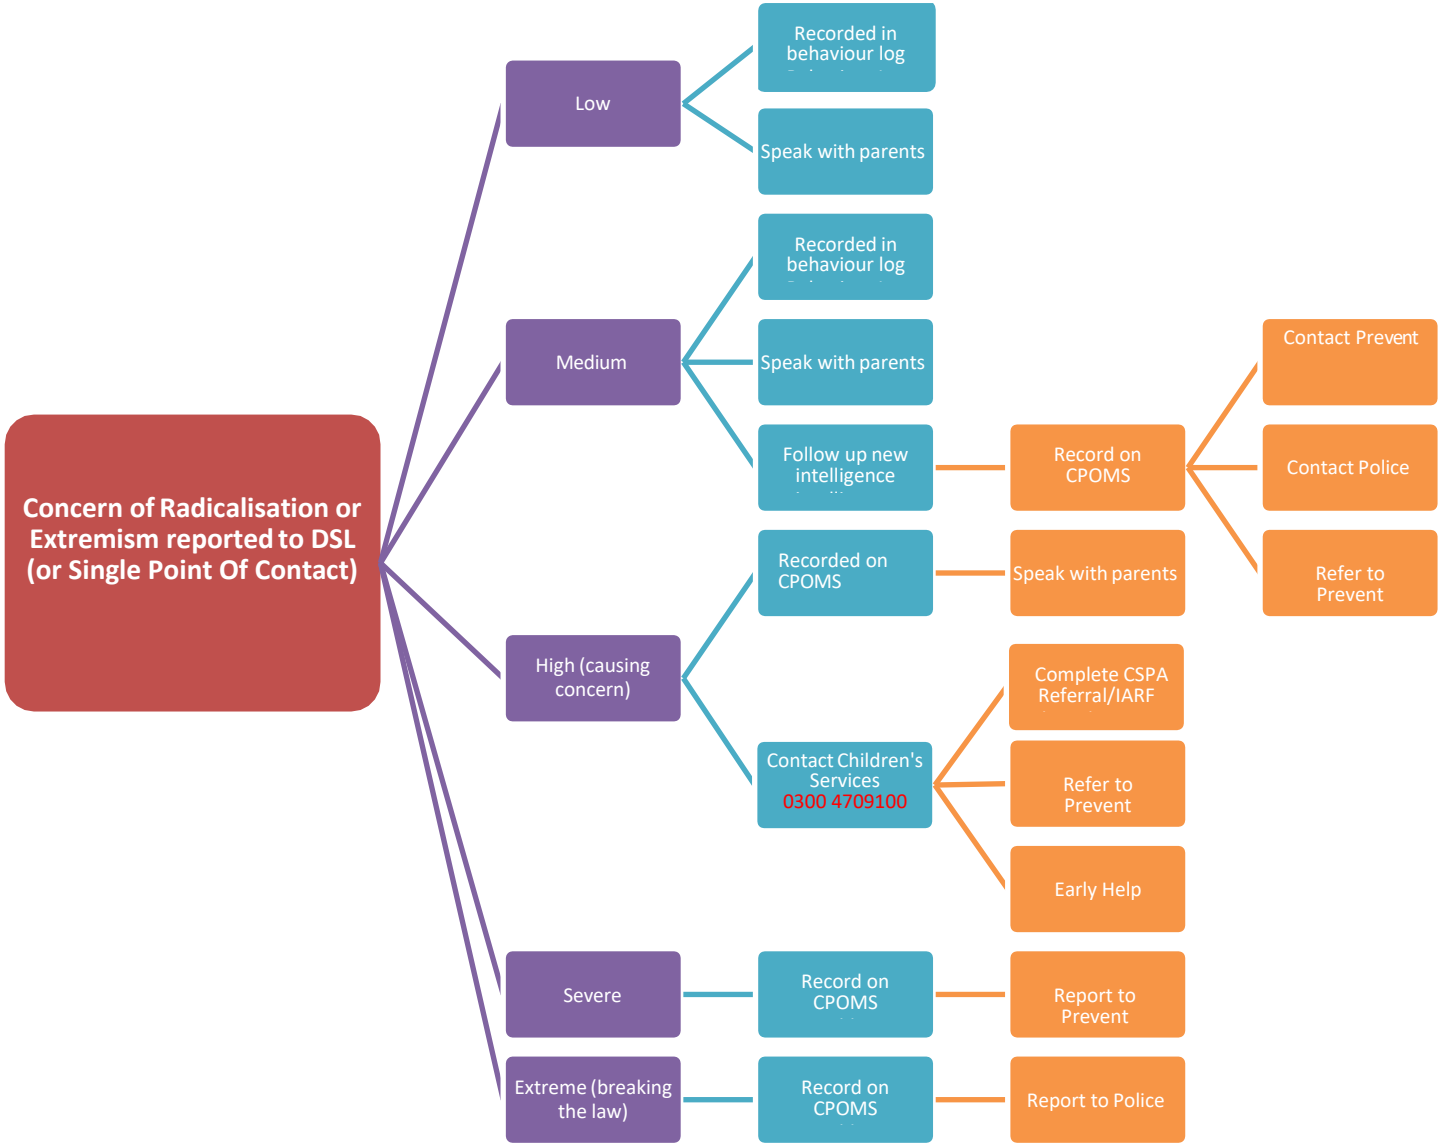 Concern of Radicalisation or
Extremism reported to DSL
(or Single Point Of Contact)
Low
Recorded in
behaviour log
Speak with parents
Medium
Recorded in
behaviour log
Speak with parents
Follow up new
intelligence
Record on
CPOMS
Contact Prevent
Contact Police
Refer to
Prevent
High (causing
concern)
Recorded on
CPOMS
Speak with parents
Contact Children's
Services
0300 4709100
Complete CSPA
Referral/IARF
Refer to
Prevent
Early Help
Severe
Record on
CPOMS
Report to
Prevent
Extreme (breaking
the law)
Record on
CPOMS
Report to Police